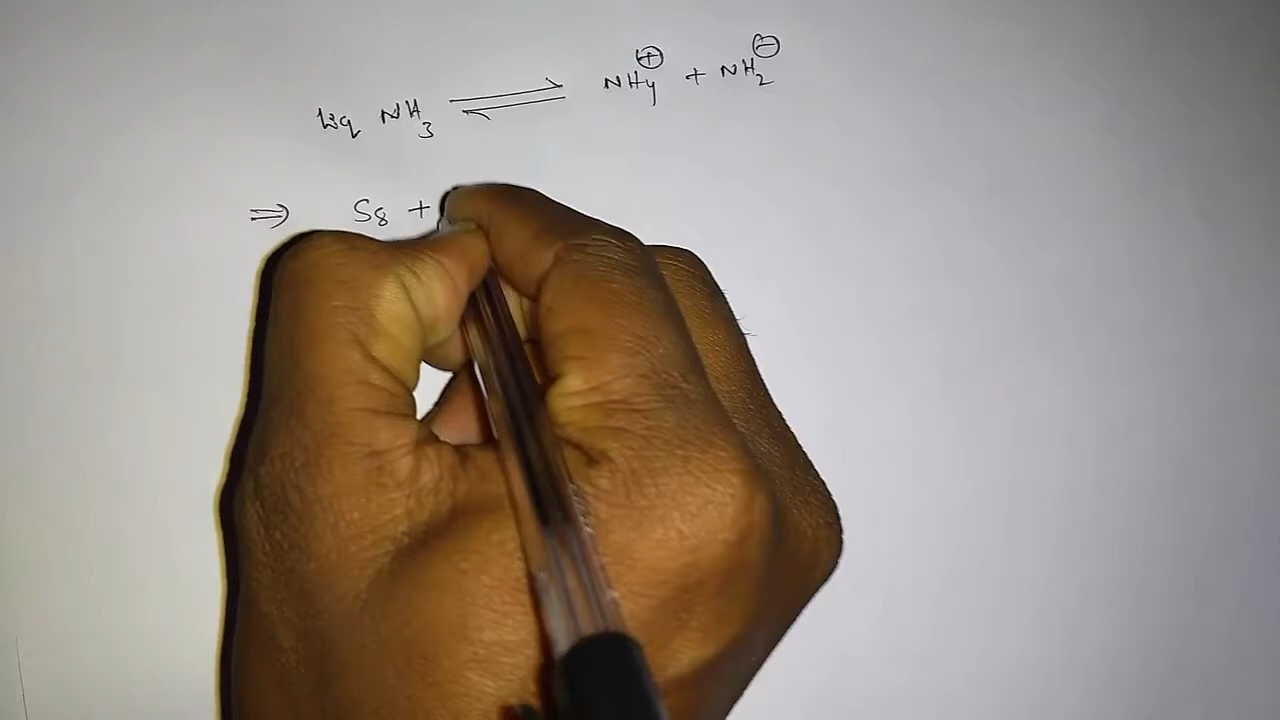 liq NH₃ ⇌ NH₄⊕ + NH₂⊖
⇒ S₈ +